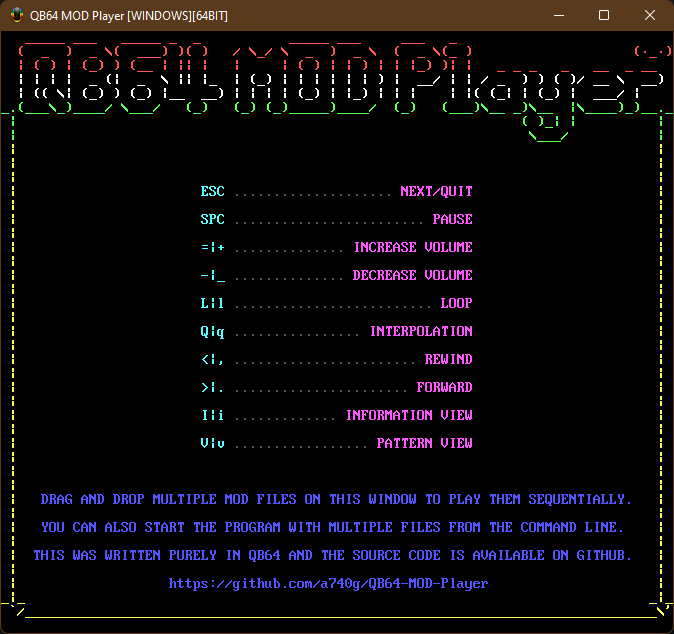 QB64 MOD Player [WINDOWS][64BIT]
QB64 MOD Player
ESC .................... NEXT/QUIT
SPC ........................ PAUSE
=|+ .............. INCREASE VOLUME
-|_ .............. DECREASE VOLUME
L|l ......................... LOOP
Q|q ................ INTERPOLATION
<|, ....................... REWIND
>|. ...................... FORWARD
I|i ............. INFORMATION VIEW
V|v ................. PATTERN VIEW
DRAG AND DROP MULTIPLE MOD FILES ON THIS WINDOW TO PLAY THEM SEQUENTIALLY.
YOU CAN ALSO START THE PROGRAM WITH MULTIPLE FILES FROM THE COMMAND LINE.
THIS WAS WRITTEN PURELY IN QB64 AND THE SOURCE CODE IS AVAILABLE ON GITHUB.
https://github.com/a740g/QB64-MOD-Player